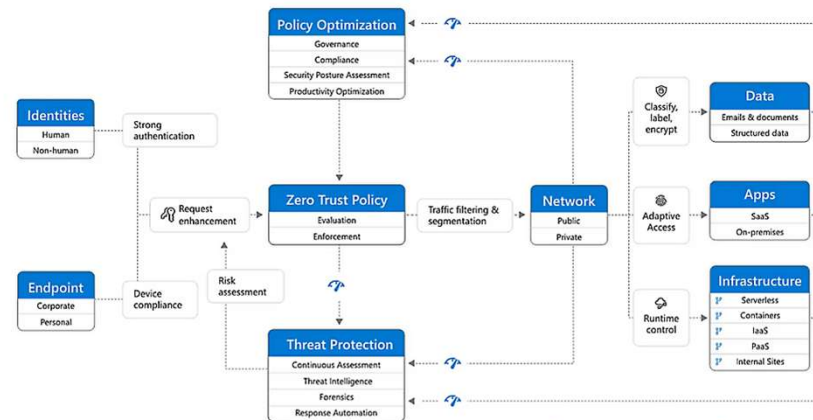 Policy Optimization
Governance
Compliance
Security Posture Assessment
Productivity Optimization
Identities
Human
Non-human
Strong
authentication
Request
enhancement
Zero Trust Policy
Evaluation
Enforcement
Traffic filtering &
segmentation
Network
Public
Private
Classify,
label,
encrypt
Data
Emails & documents
Structured data
Adaptive
Access
Apps
SaaS
On-premises
Endpoint
Corporate
Personal
Device
compliance
Risk
assessment
Runtime
control
Infrastructure
Serverless
Containers
IaaS
PaaS
Internal Sites
Threat Protection
Continuous Assessment
Threat Intelligence
Forensics
Response Automation